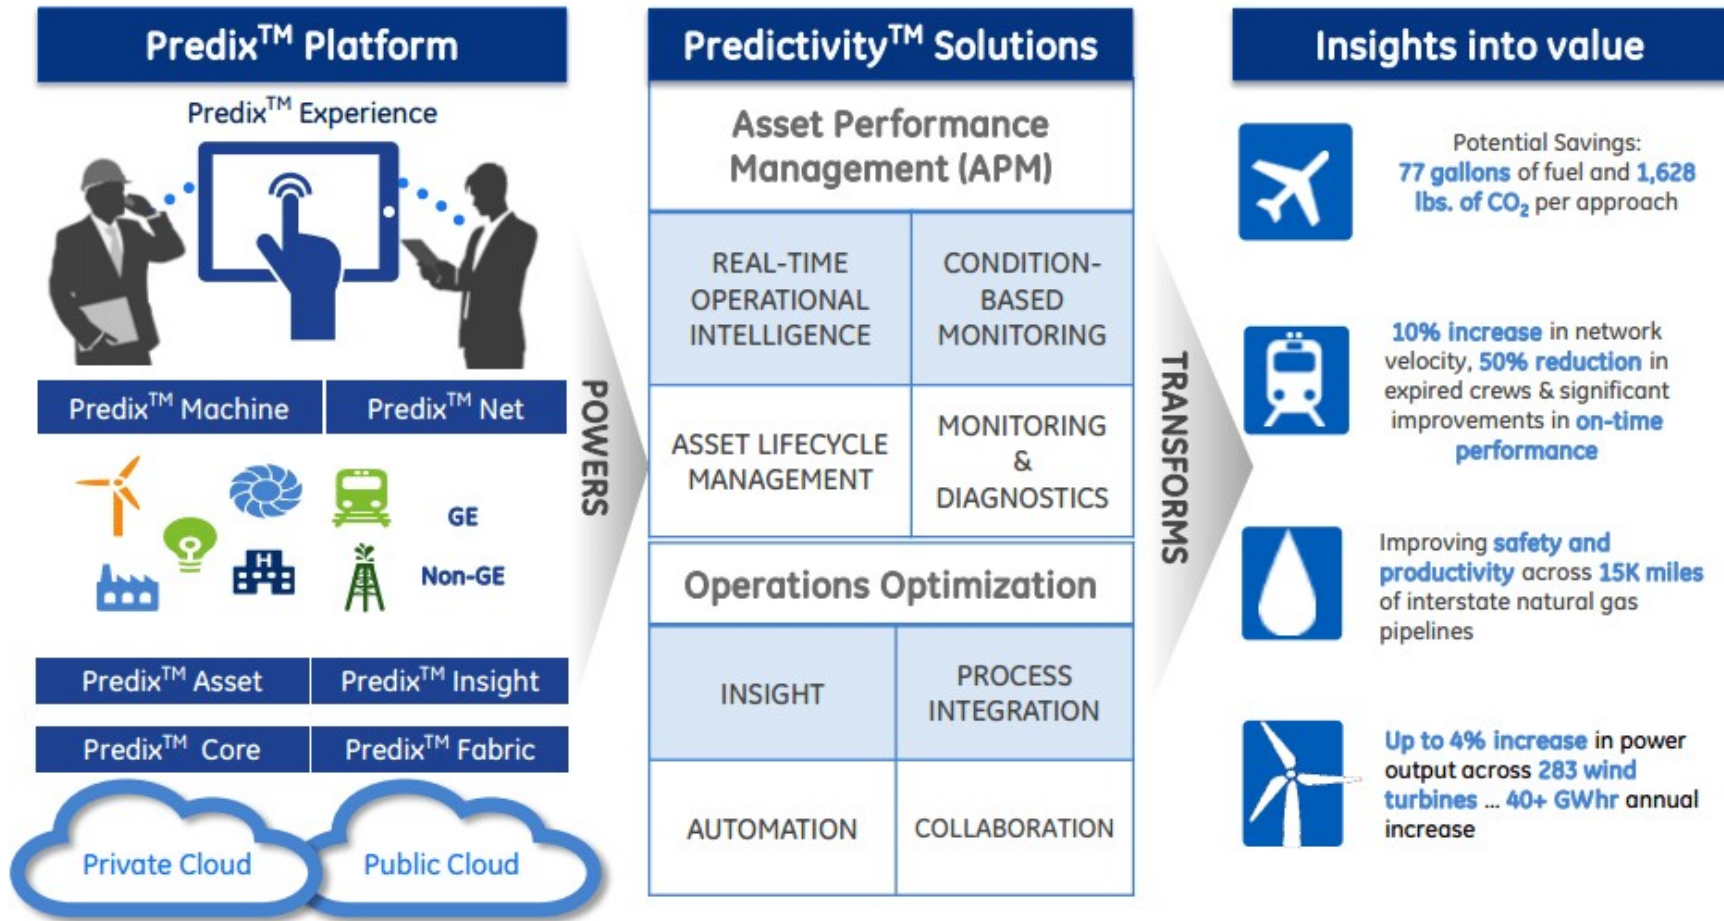 Predix™ Platform
Predix™ Experience
Predix™ Machine
Predix™ Net
GE
H
Non-GE
Predix™ Asset
Predix™ Insight
Predix™ Core
Predix™ Fabric
Private Cloud
Public Cloud
POWERS
Predictivity™ Solutions
Asset Performance
Management (APM)
REAL-TIME
OPERATIONAL
INTELLIGENCE
CONDITION-
BASED
MONITORING
ASSET LIFECYCLE
MANAGEMENT
MONITORING
&
DIAGNOSTICS
Operations Optimization
INSIGHT
PROCESS
INTEGRATION
AUTOMATION
COLLABORATION
TRANSFORMS
Insights into value
Potential Savings:
77 gallons of fuel and 1,628
lbs. of CO₂ per approach
10% increase in network
velocity, 50% reduction in
expired crews & significant
improvements in on-time
performance
Improving safety and
productivity across 15K miles
of interstate natural gas
pipelines
Up to 4% increase in power
output across 283 wind
turbines ... 40+ GWhr annual
increase